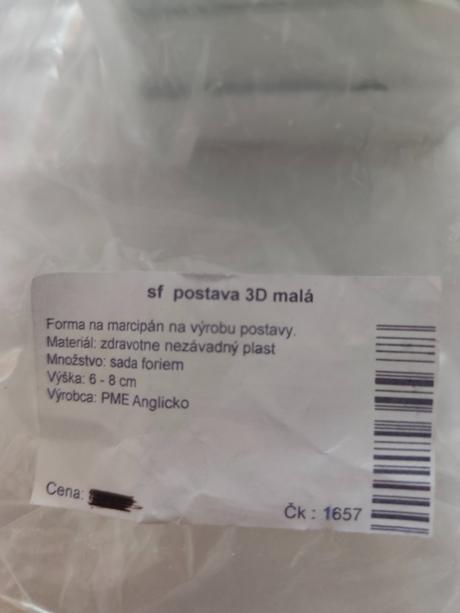 sf postava 3D malá
Forma na marcipán na výrobu postavy.
Materiál: zdravotne nezávadný plast
Množstvo: sada foriem
Výška: 6 - 8 cm
Výrobca: PME Anglicko
Cena:
Čk : 1657